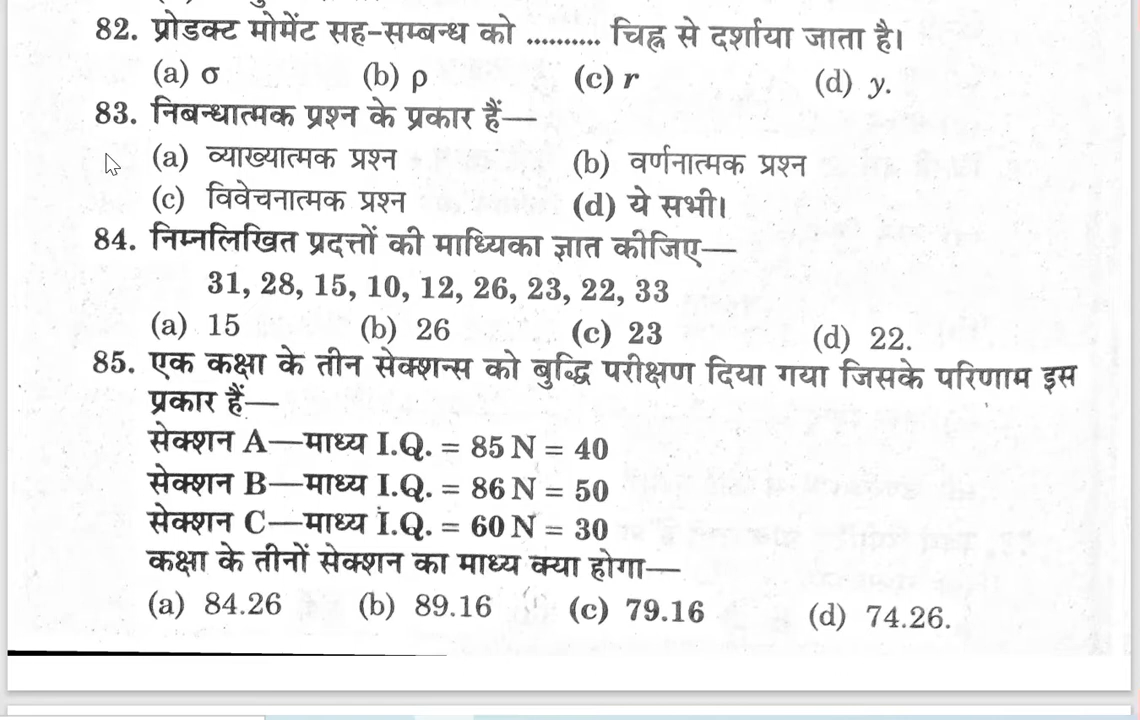 82. प्रोडक्ट मोमेंट सह-सम्बन्ध को ........... चिह्न से दर्शाया जाता है।
(a) σ (b) ρ (c) r (d) y.
83. निबन्धात्मक प्रश्न के प्रकार हैं—
(a) व्याख्यात्मक प्रश्न (b) वर्णनात्मक प्रश्न
(c) विवेचनात्मक प्रश्न (d) ये सभी।
84. निम्नलिखित प्रदत्तों की माध्यिका ज्ञात कीजिए—
31, 28, 15, 10, 12, 26, 23, 22, 33
(a) 15 (b) 26 (c) 23 (d) 22.
85. एक कक्षा के तीन सेक्शन्स को बुद्धि परीक्षण दिया गया जिसके परिणाम इस
प्रकार हैं—
सेक्शन A—माध्य I.Q. = 85 N = 40
सेक्शन B—माध्य I.Q. = 86 N = 50
सेक्शन C—माध्य I.Q. = 60 N = 30
कक्षा के तीनों सेक्शन का माध्य क्या होगा—
(a) 84.26 (b) 89.16 (c) 79.16 (d) 74.26.